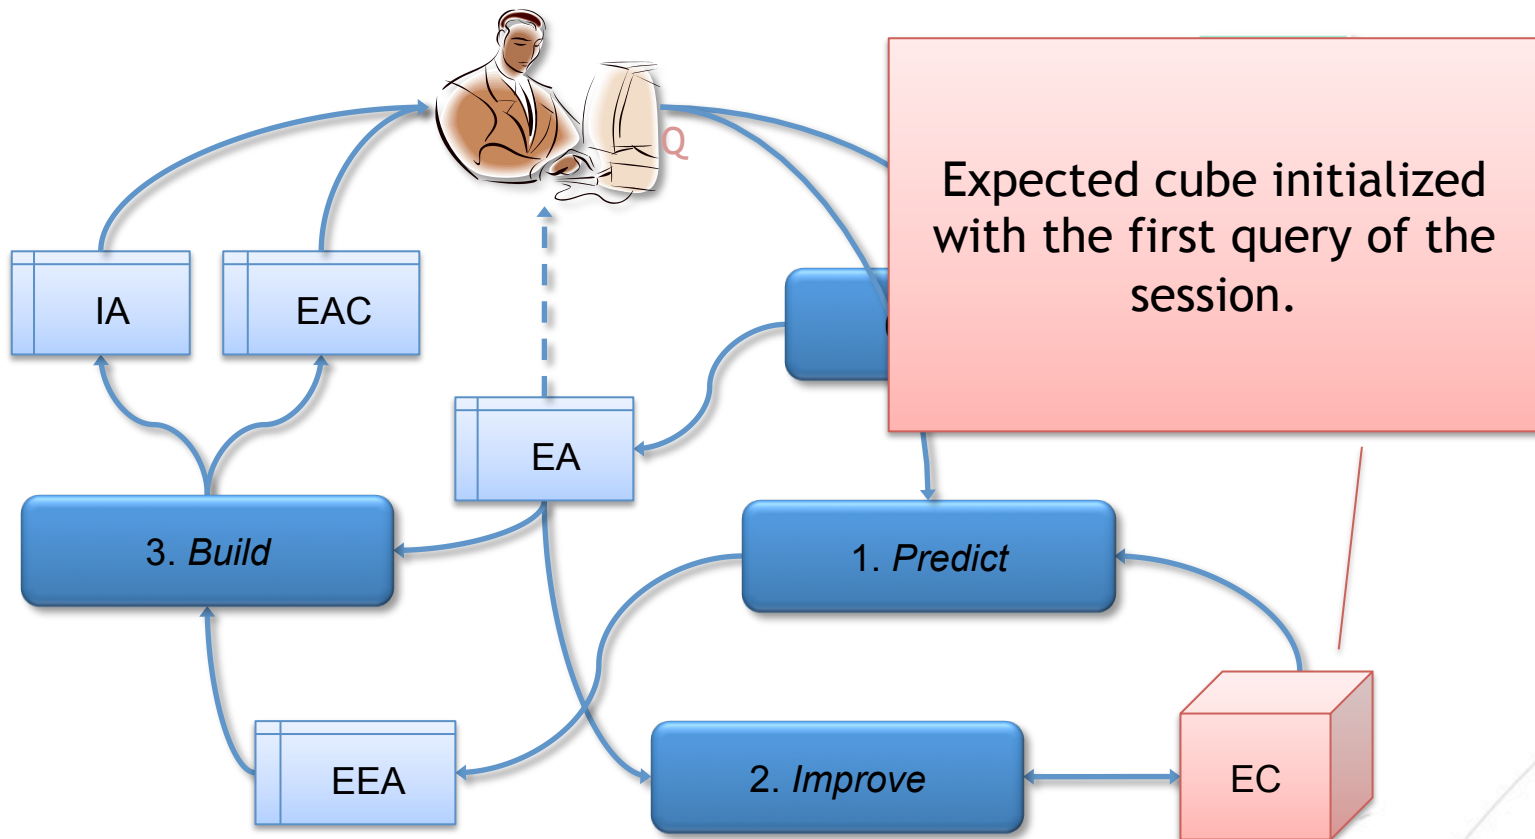 Q
Expected cube initialized
with the first query of the
session.
IA
EAC
EA
3. Build
1. Predict
EEA
2. Improve
EC